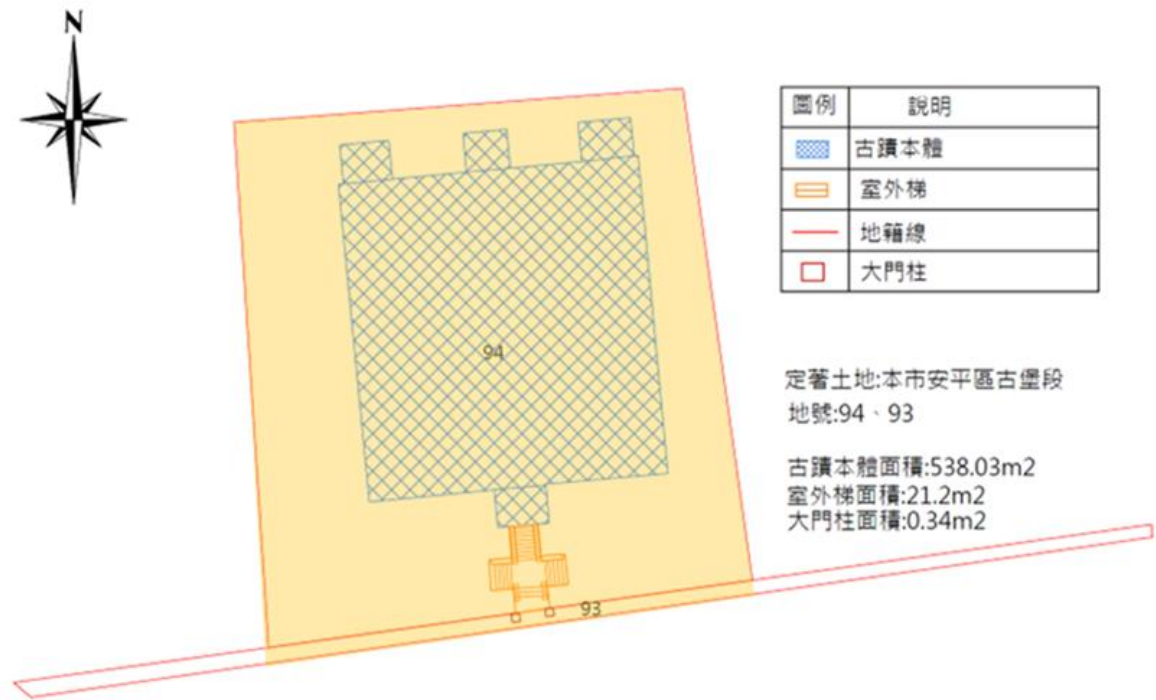 N
圖例 說明
古蹟本體
室外梯
地籍線
大門柱
94
定著土地:本市安平區古堡段
地號:94、93
古蹟本體面積:538.03m2
室外梯面積:21.2m2
大門柱面積:0.34m2
93